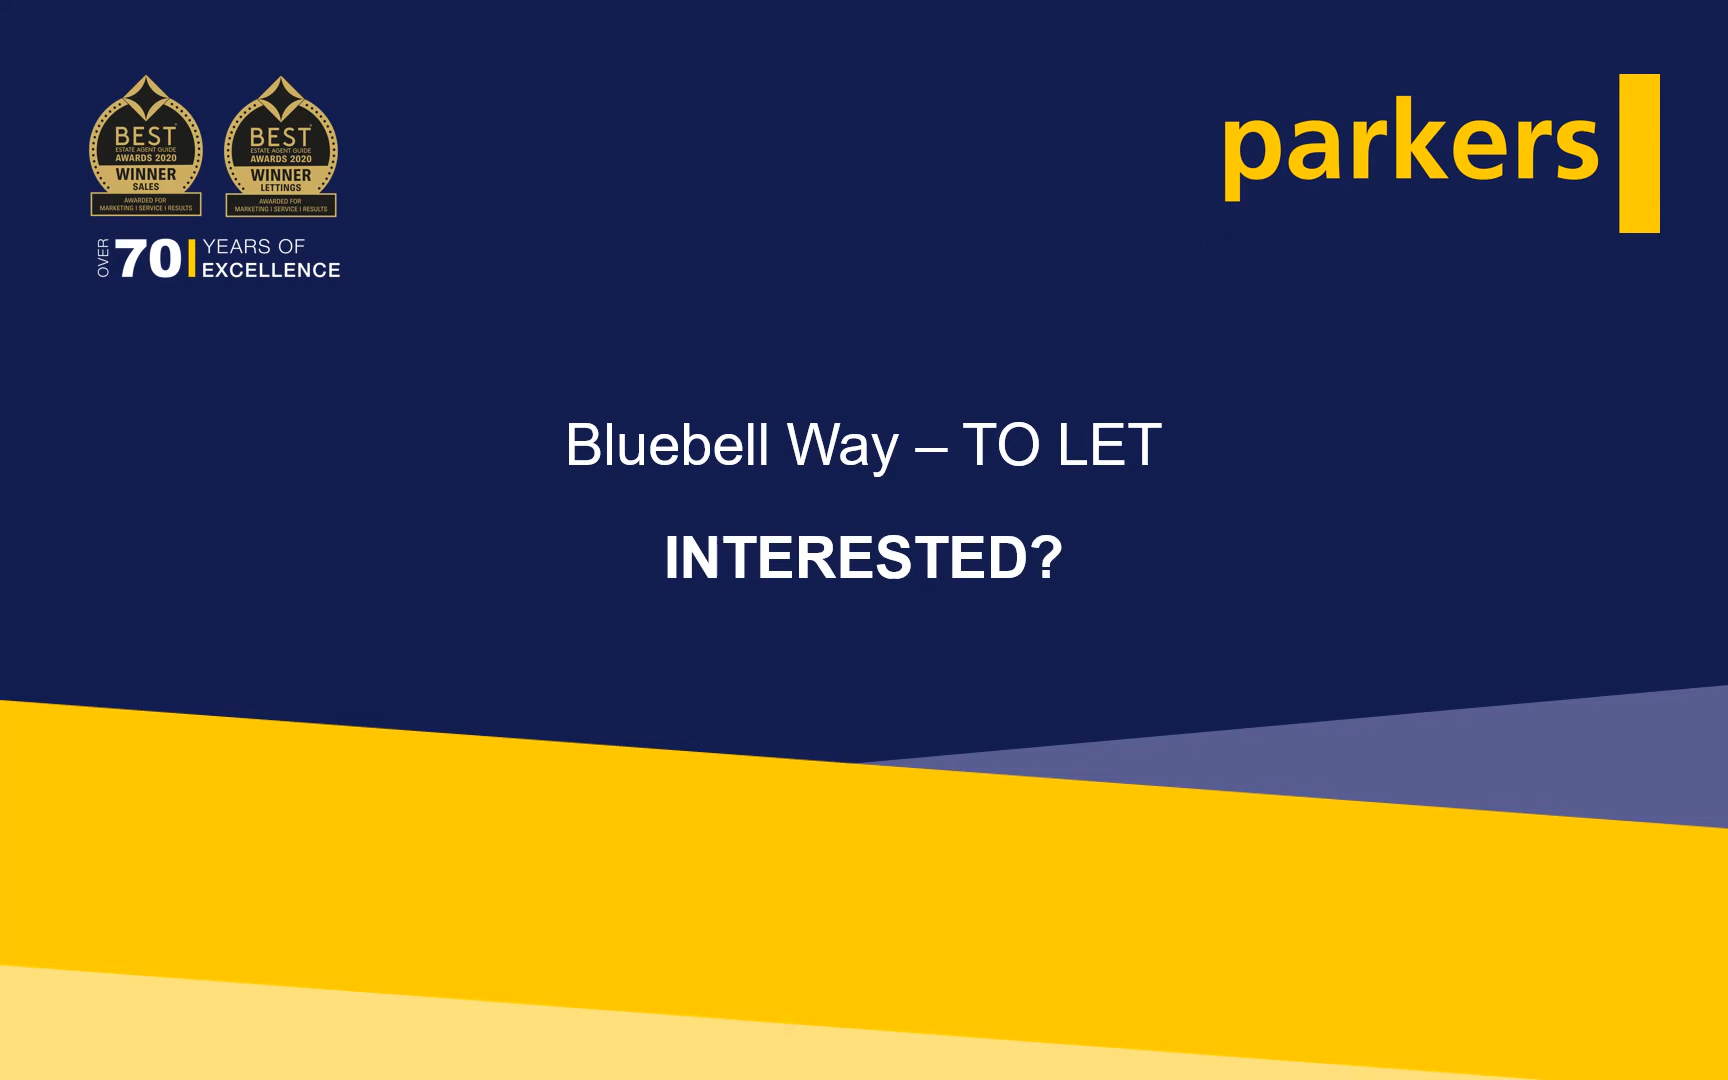 BEST
ESTATE AGENT GUIDE
AWARDS 2020
WINNER
SALES
AWARDED FOR
MARKETING | SERVICE | RESULTS
BEST
ESTATE AGENT GUIDE
AWARDS 2020
WINNER
LETTINGS
AWARDED FOR
MARKETING | SERVICE | RESULTS
OVER 70 YEARS OF
EXCELLENCE
parkers
Bluebell Way – TO LET
INTERESTED?